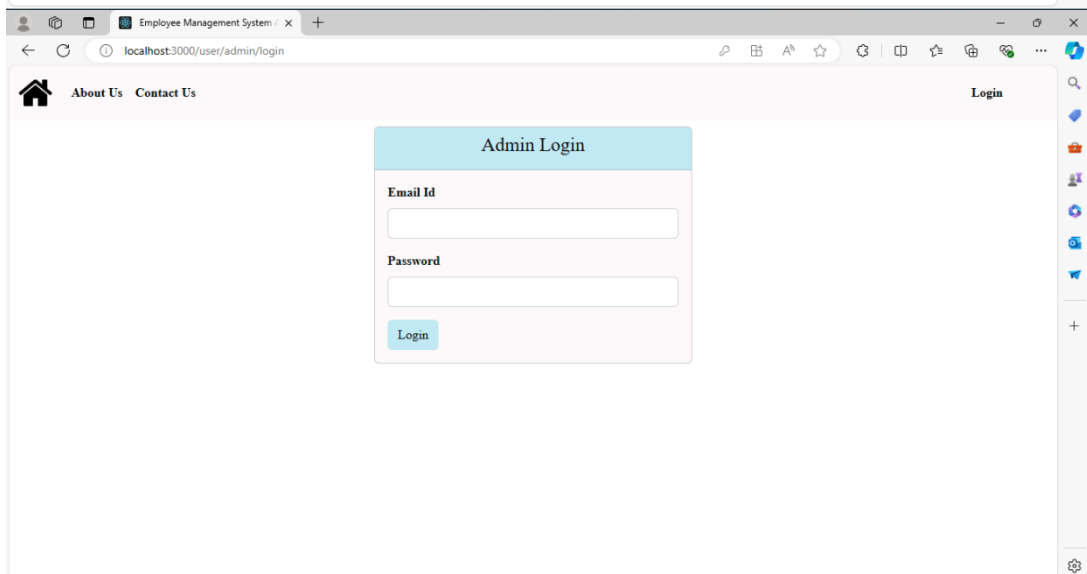 Employee Management System
localhost:3000/user/admin/login
About Us Contact Us Login
Admin Login
Email Id
Password
Login